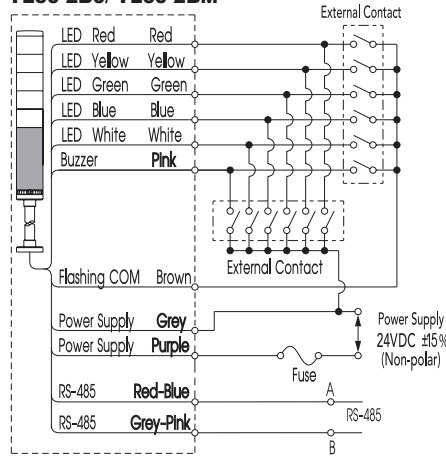 External Contact
LED Red Red
LED Yellow Yellow
LED Green Green
LED Blue Blue
LED White White
Buzzer Pink
External Contact
Flashing COM Brown
Power Supply Grey
Power Supply Purple
Fuse
Power Supply
24VDC ±15%
(Non-polar)
RS-485 Red-Blue
A
RS-485
RS-485 Grey-Pink
B